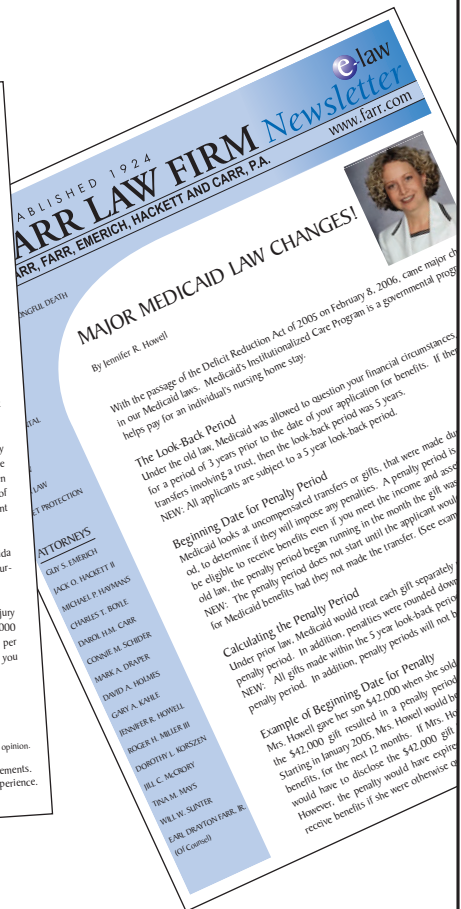 al
y
e
n
of
nt
da
ur-
jury
000
per
you
opinion.
ements.
perience.
e-law
Newsletter
ABLISHED 1924
ARR LAW FIRM
www.farr.com
ARR, FARR, EMERICH, HACKETT AND CARR, P.A.
NGFUL DEATH
TAL
LAW
ET PROTECTION
ATTORNEYS
GUY S. EMERICH
JACK O. HACKETT II
MICHAEL P. HAYMANS
CHARLES T. BOYLE
DAROL H.M. CARR
CONNIE M. SCHIDER
MARK A. DRAPER
DAVID A. HOLMES
GARY A. KAHLE
JENNIFER R. HOWELL
ROGER H. MILLER III
DOROTHY L. KORSZEN
JILL C. McCRORY
TINA M. MAYS
WILL W. SUNTER
EARL DRAYTON FARR, JR.
(Of Counsel)
MAJOR MEDICAID LAW CHANGES!
By Jennifer R. Howell
With the passage of the Deficit Reduction Act of 2005 on February 8, 2006, came major ch
in our Medicaid laws. Medicaid's Institutionalized Care Program is a governmental progr
helps pay for an individual's nursing home stay.
The Look-Back Period
Under the old law, Medicaid was allowed to question your financial circumstances,
for a period of 3 years prior to the date of your application for benefits. If ther
transfers involving a trust, then the look-back period was 5 years.
NEW: All applicants are subject to a 5 year look-back period.
Beginning Date for Penalty Period
Medicaid looks at uncompensated transfers or gifts, that were made du
od, to determine if they will impose any penalties. A penalty period is
be eligible to receive benefits even if you meet the income and asse
old law, the penalty period began running in the month the gift was
NEW: The penalty period does not start until the applicant would
for Medicaid benefits had they not made the transfer. (See exam
Calculating the Penalty Period
Under prior law, Medicaid would treat each gift separately
penalty period. In addition, penalties were rounded down
NEW: All gifts made within the 5 year look-back perio
penalty period. In addition, penalty periods will not b
Example of Beginning Date for Penalty
Mrs. Howell gave her son $42,000 when she sold
the $42,000 gift resulted in a penalty period
Starting in January 2005, Mrs. Howell would be
benefits, for the next 12 months. If Mrs. Ho
would have to disclose the $42,000 gift
However, the penalty would have expire
receive benefits if she were otherwise qu